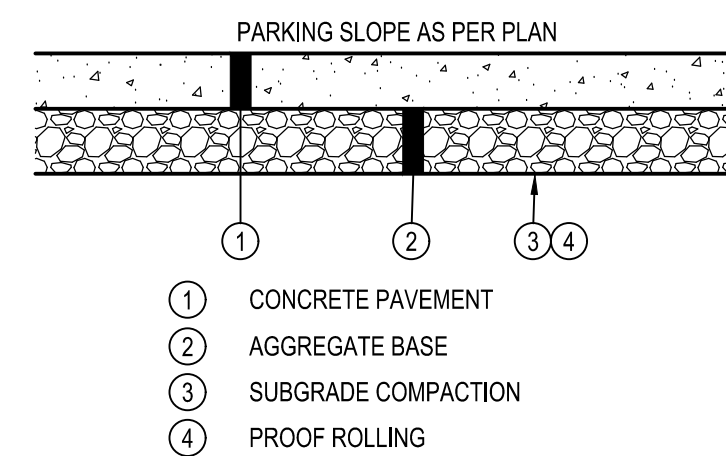 PARKING SLOPE AS PER PLAN
1 2 3 4
1 CONCRETE PAVEMENT
2 AGGREGATE BASE
3 SUBGRADE COMPACTION
4 PROOF ROLLING